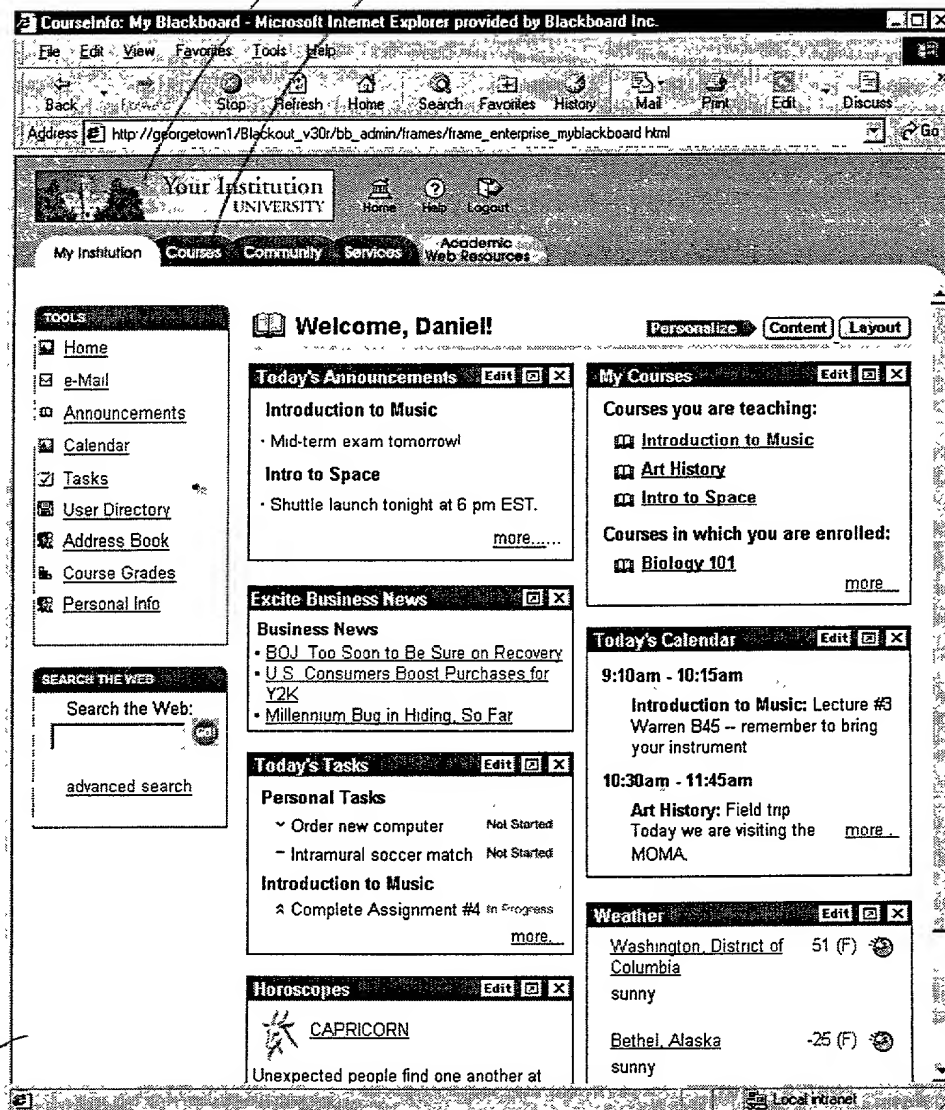 CourseInfo: My Blackboard - Microsoft Internet Explorer provided by Blackboard Inc.
File Edit View Favorites Tools Help
Back Stop Refresh Home Search Favorites History Mail Print Edit Discuss
Address http://georgetown1/Blackout_v30r/bb_admin/frames/frame_enterprise_myblackboard html Go
Your Institution
UNIVERSITY
Home Help Logout
My Institution Courses Community Services Academic
Web Resources
TOOLS
Home
e-Mail
Announcements
Calendar
Tasks
User Directory
Address Book
Course Grades
Personal Info
SEARCH THE WEB
Search the Web:
Go!
advanced search
Welcome, Daniel!
Personalize Content Layout
Today's Announcements Edit
Introduction to Music
· Mid-term exam tomorrow!
Intro to Space
· Shuttle launch tonight at 6 pm EST.
more......
Excite Business News
Business News
• BOJ Too Soon to Be Sure on Recovery
• U S Consumers Boost Purchases for
Y2K
• Millennium Bug in Hiding, So Far
Today's Tasks Edit
Personal Tasks
Order new computer Not Started
Intramural soccer match Not Started
Introduction to Music
Complete Assignment #4 In Progress
more...
Horoscopes Edit
CAPRICORN
Unexpected people find one another at
My Courses Edit
Courses you are teaching:
Introduction to Music
Art History
Intro to Space
Courses in which you are enrolled:
Biology 101
more...
Today's Calendar Edit
9:10am - 10:15am
Introduction to Music: Lecture #3
Warren B45 -- remember to bring
your instrument
10:30am - 11:45am
Art History: Field trip
Today we are visiting the more..
MOMA.
Weather Edit
Washington, District of 51 (F)
Columbia
sunny
Bethel, Alaska -25 (F)
sunny
Local intranet